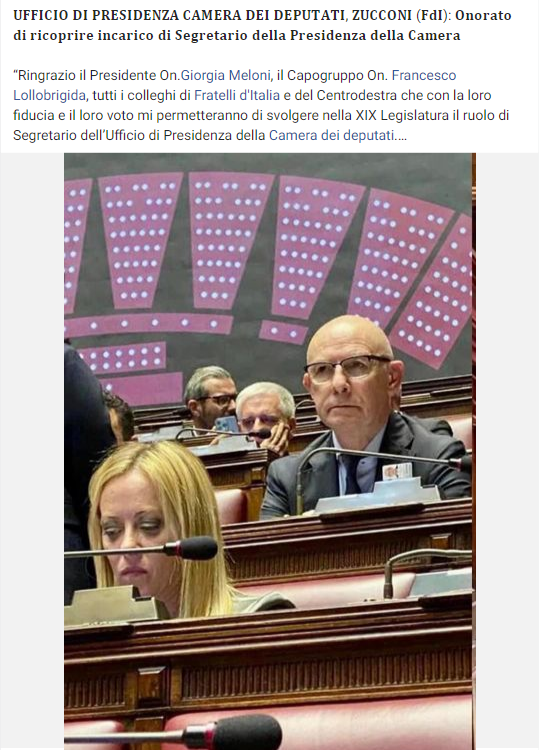 UFFICIO DI PRESIDENZA CAMERA DEI DEPUTATI, ZUCCONI (FdI): Onorato
di ricoprire incarico di Segretario della Presidenza della Camera
“Ringrazio il Presidente On.Giorgia Meloni, il Capogruppo On. Francesco
Lollobrigida, tutti i colleghi di Fratelli d'Italia e del Centrodestra che con la loro
fiducia e il loro voto mi permetteranno di svolgere nella XIX Legislatura il ruolo di
Segretario dell’Ufficio di Presidenza della Camera dei deputati....